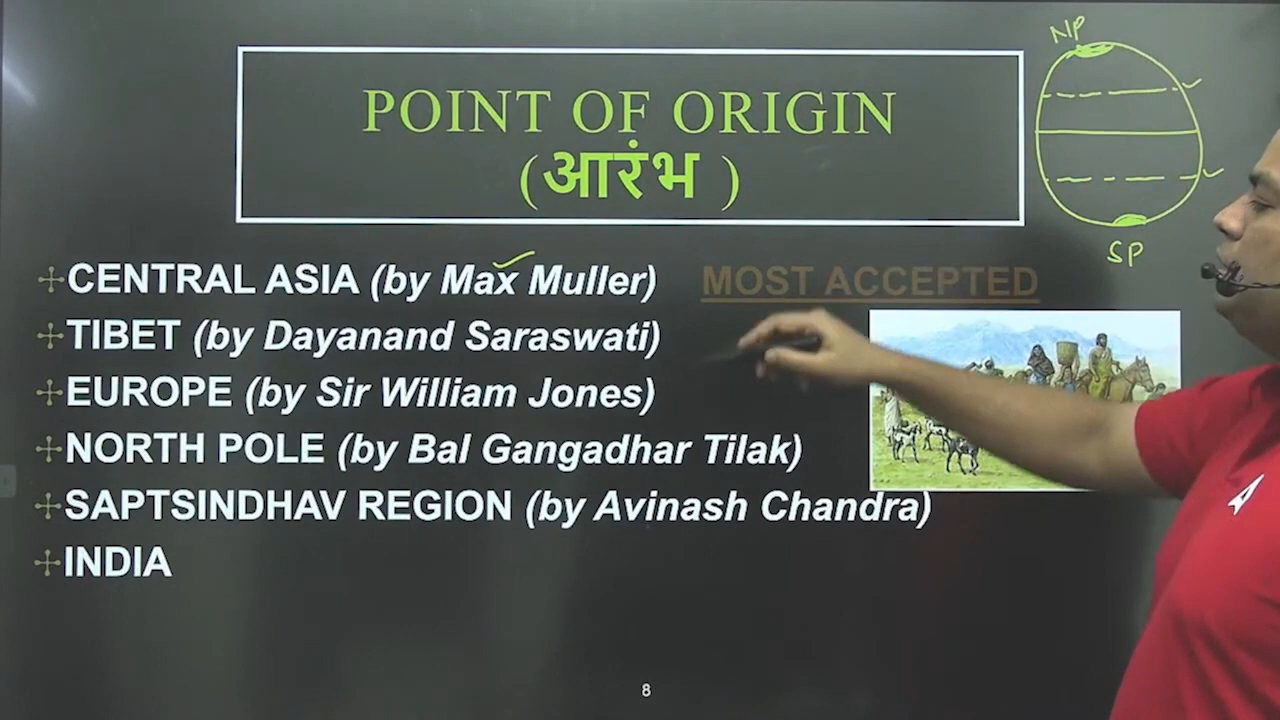 POINT OF ORIGIN
(आरंभ )
CENTRAL ASIA (by Max Muller) MOST ACCEPTED
TIBET (by Dayanand Saraswati)
EUROPE (by Sir William Jones)
NORTH POLE (by Bal Gangadhar Tilak)
SAPTSINDHAV REGION (by Avinash Chandra)
INDIA
8
NP
SP